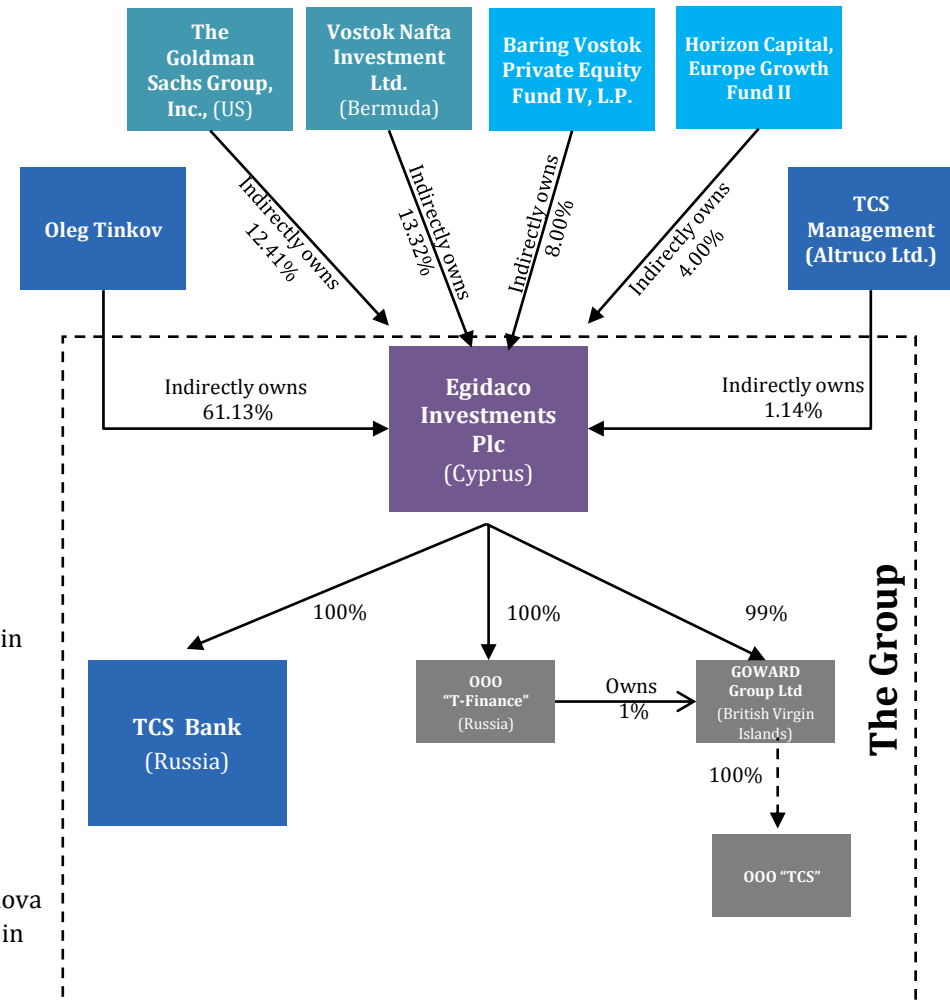 The
Goldman
Sachs Group,
Inc., (US)
Vostok Nafta
Investment
Ltd.
(Bermuda)
Baring Vostok
Private Equity
Fund IV, L.P.
Horizon Capital,
Europe Growth
Fund II
Oleg Tinkov
TCS
Management
(Altruco Ltd.)
Indirectly owns
12.41%
Indirectly owns
13.32%
Indirectly owns
8.00%
Indirectly owns
4.00%
Indirectly owns
61.13%
Egidaco
Investments
Plc
(Cyprus)
Indirectly owns
1.14%
100%
100%
99%
in
TCS Bank
(Russia)
OOO
“T-Finance”
(Russia)
Owns
1%
GOWARD
Group Ltd
(British Virgin
Islands)
The Group
100%
OOO “TCS”
ova
in